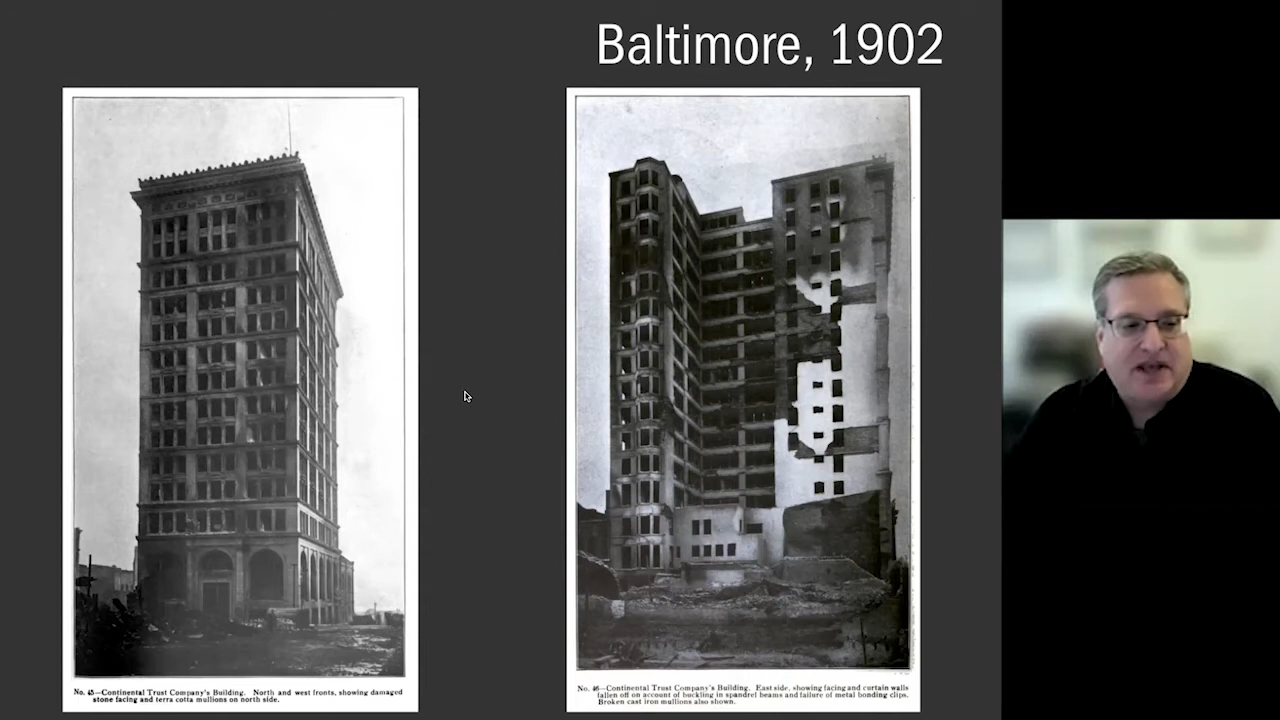 Baltimore, 1902
No. 45—Continental Trust Company's Building. North and west fronts, showing damaged
stone facing and terra cotta mullions on north side.
No. 46—Continental Trust Company's Building. East side, showing facing and curtain walls
fallen off on account of buckling in spandrel beams and failure of metal bonding clips.
Broken cast iron mullions also shown.